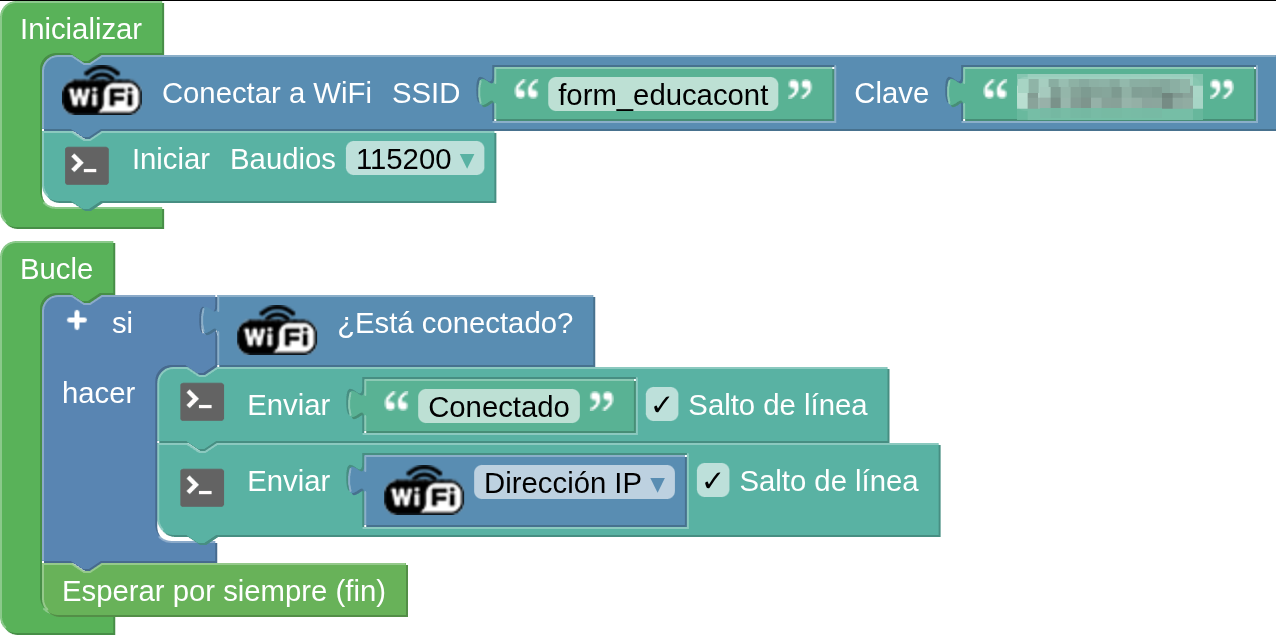 Inicializar
WiFi Conectar a WiFi SSID “ form_educacont ” Clave “ ”
>_ Iniciar Baudios 115200 ▼
Bucle
+ si WiFi ¿Está conectado?
hacer >_ Enviar “ Conectado ” ✓ Salto de línea
>_ Enviar WiFi Dirección IP ▼ ✓ Salto de línea
Esperar por siempre (fin)